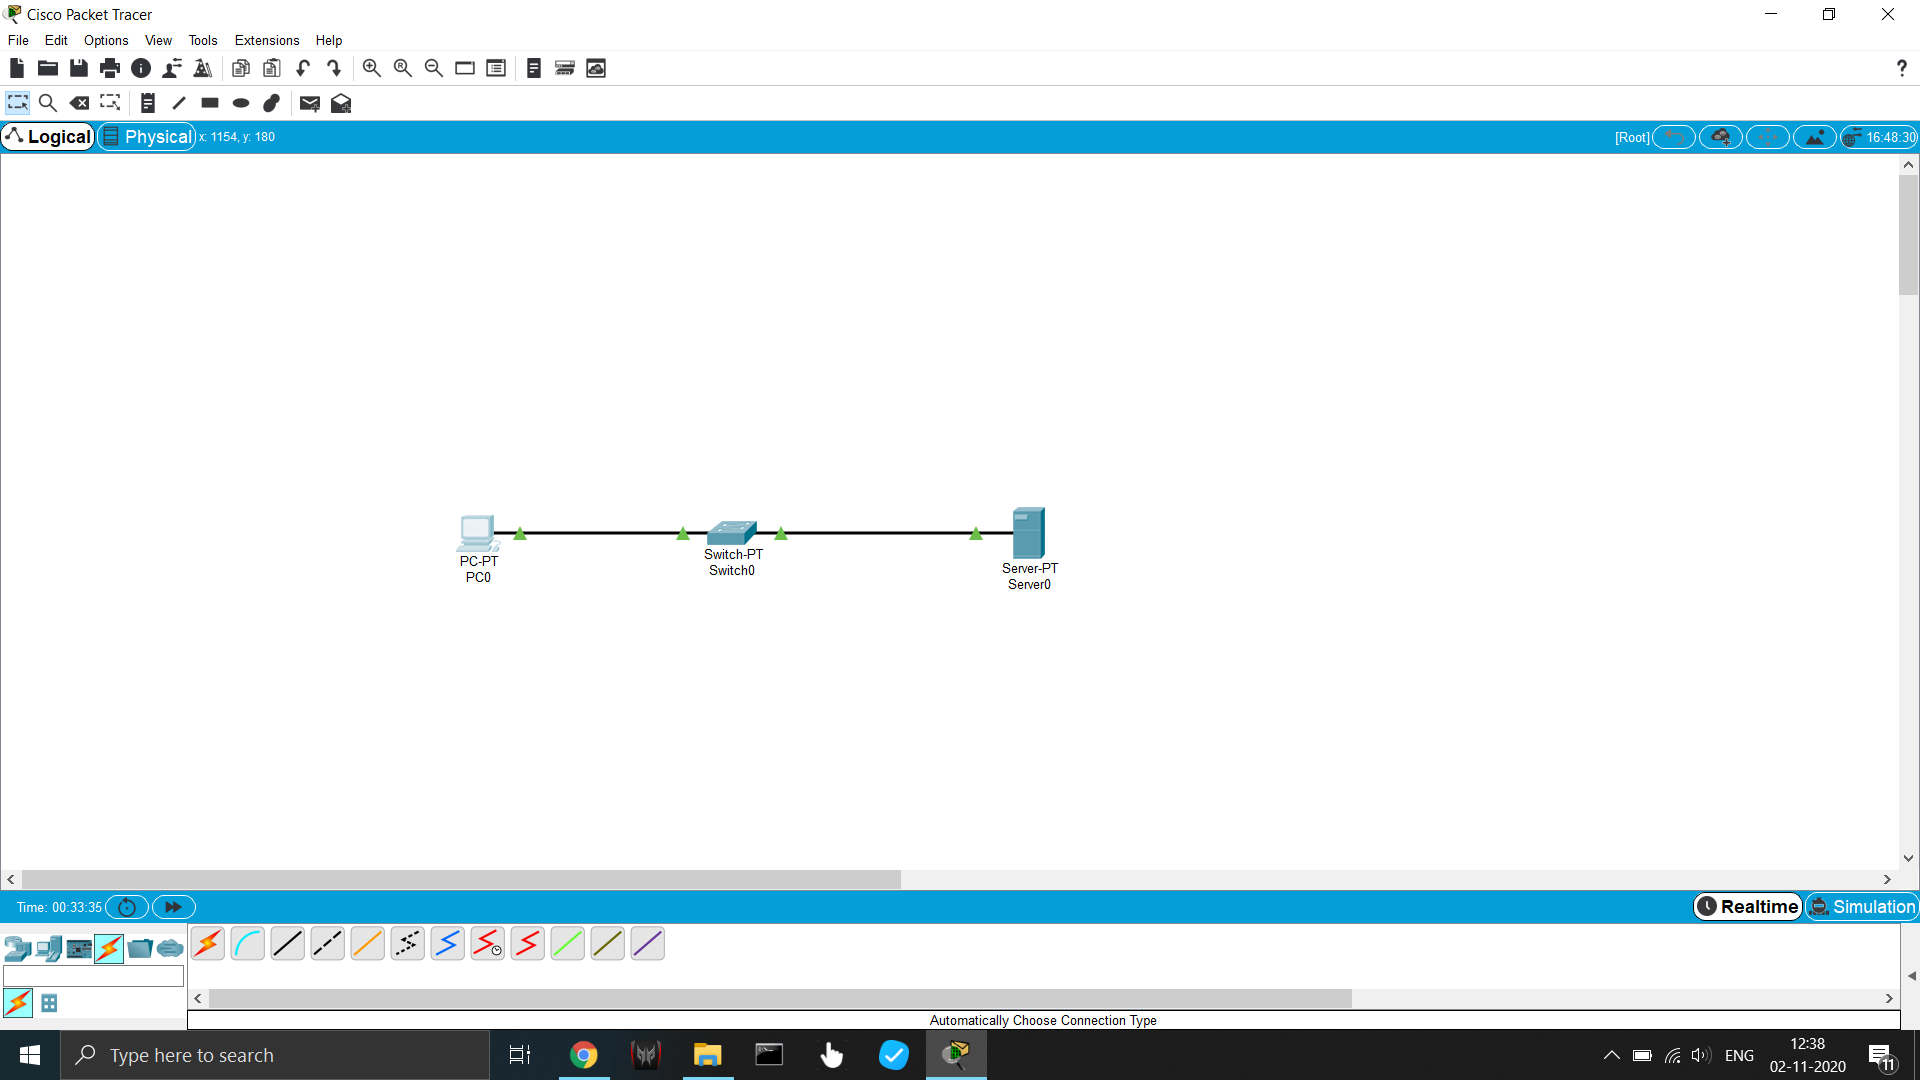 Cisco Packet Tracer
File Edit Options View Tools Extensions Help
?
Logical Physical x: 1154, y: 180 [Root] 16:48:30
PC-PT
PC0
Switch-PT
Switch0
Server-PT
Server0
Time: 00:33:35 Realtime Simulation
Automatically Choose Connection Type
Type here to search
ENG
12:38
02-11-2020
11